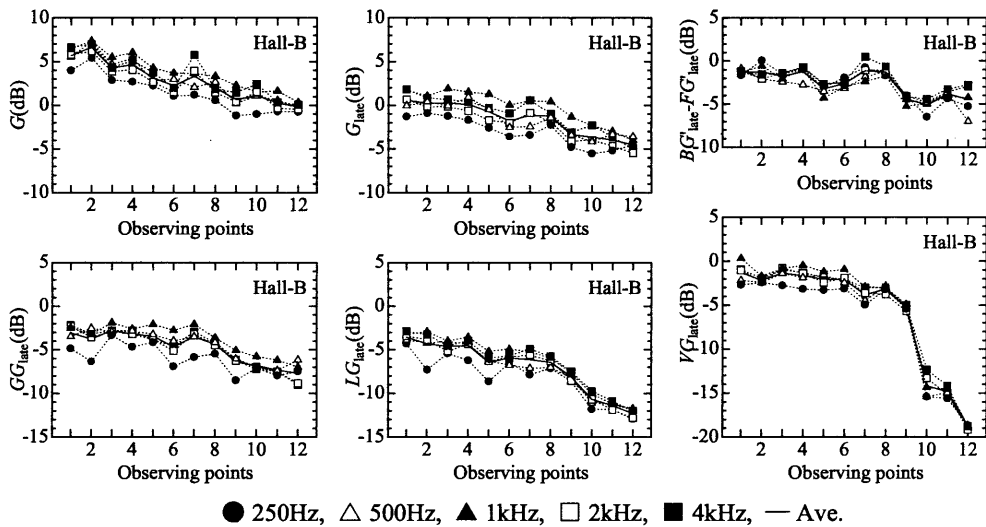 10
5
0
-5
-10
G(dB)
Hall-B
2 4 6 8 10 12
Observing points
10
5
0
-5
-10
G_late(dB)
Hall-B
2 4 6 8 10 12
Observing points
5
0
-5
-10
BG'_late-FG'_late(dB)
Hall-B
2 4 6 8 10 12
Observing points
5
0
-5
-10
-15
GG_late(dB)
Hall-B
2 4 6 8 10 12
Observing points
5
0
-5
-10
-15
LG_late(dB)
Hall-B
2 4 6 8 10 12
Observing points
5
0
-5
-10
-15
-20
VG_late(dB)
Hall-B
2 4 6 8 10 12
Observing points
● 250Hz, △ 500Hz, ▲ 1kHz, □ 2kHz, ■ 4kHz, — Ave.